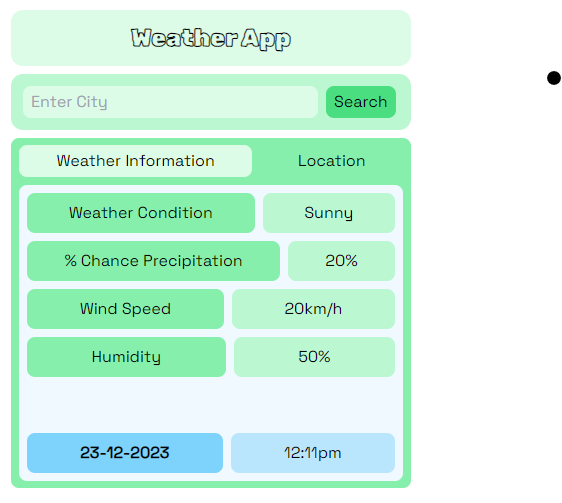 Weather App
Enter City Search
Weather Information Location
Weather Condition Sunny
% Chance Precipitation 20%
Wind Speed 20km/h
Humidity 50%
23-12-2023 12:11pm